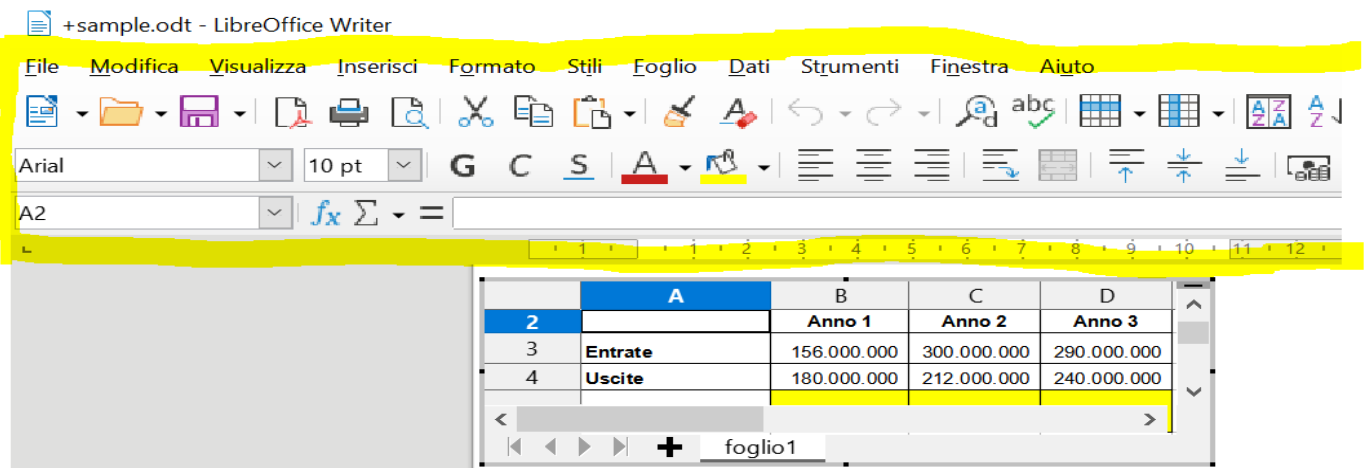 +sample.odt - LibreOffice Writer
File Modifica Visualizza Inserisci Formato Stili Foglio Dati Strumenti Finestra Aiuto
abc A Z Z A A Z
Arial 10 pt G C S A
A2 fx Σ =
1 1 2 3 4 5 6 7 8 9 10 11 12
A B C D
2 Anno 1 Anno 2 Anno 3
3 Entrate 156.000.000 300.000.000 290.000.000
4 Uscite 180.000.000 212.000.000 240.000.000
foglio1